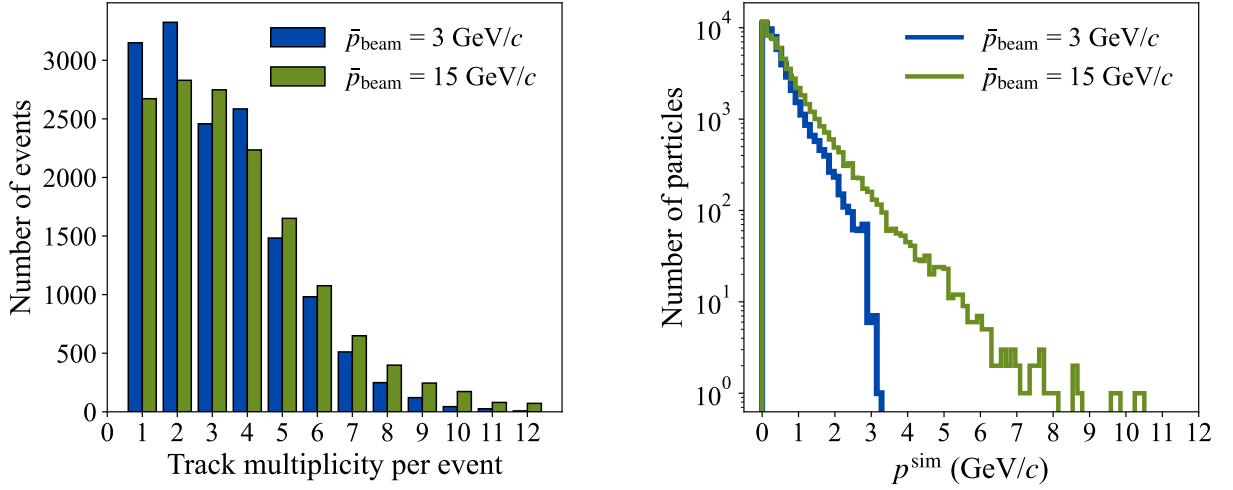 p̄beam = 3 GeV/c
p̄beam = 15 GeV/c
Number of events
3000
2500
2000
1500
1000
500
0
0 1 2 3 4 5 6 7 8 9 10 11 12
Track multiplicity per event
p̄beam = 3 GeV/c
p̄beam = 15 GeV/c
Number of particles
10⁴
10³
10²
10¹
10⁰
0 1 2 3 4 5 6 7 8 9 10 11 12
pˢⁱᵐ (GeV/c)